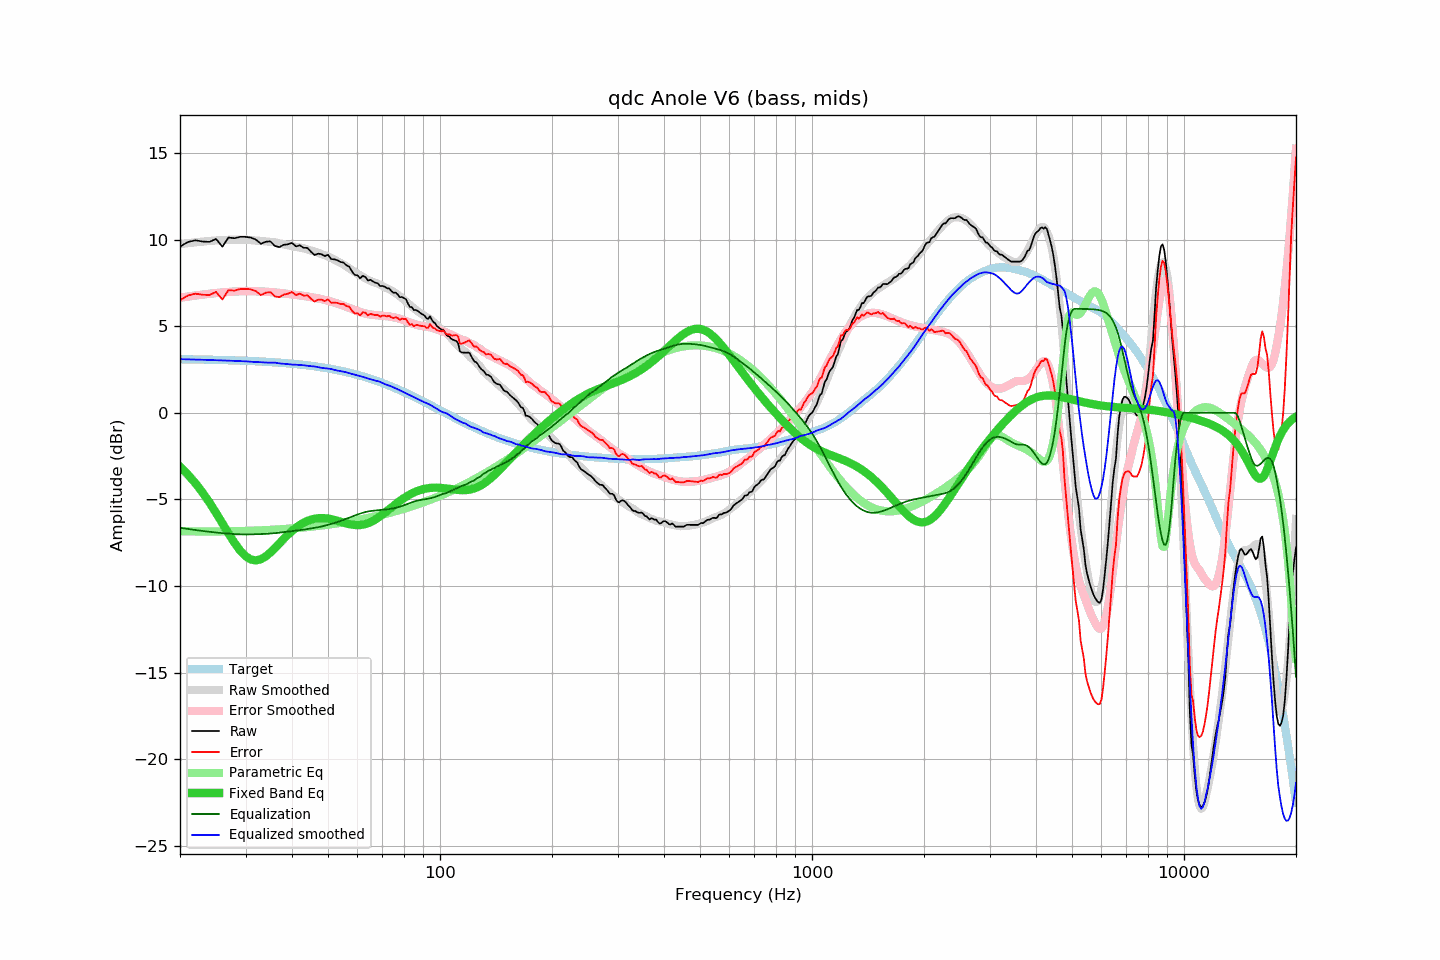 qdc Anole V6 (bass, mids)
Amplitude (dBr)
15
10
5
0
−5
−10
−15
−20
−25
Target
Raw Smoothed
Error Smoothed
Raw
Error
Parametric Eq
Fixed Band Eq
Equalization
Equalized smoothed
100
1000
10000
Frequency (Hz)